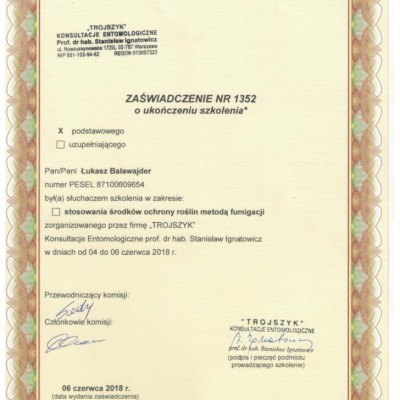 „TROJSZYK”
KONSULTACJE ENTOMOLOGICZNE
Prof. dr hab. Stanisław Ignatowicz
ul. Nowoursynowska 172G, 02-787 Warszawa
NIP 951-103-94-62 REGON 013057323
ZAŚWIADCZENIE NR 1352
o ukończeniu szkolenia*
X podstawowego
uzupełniającego
Pan/Pani Łukasz Balawajder
numer PESEL 87100609654
był(a) słuchaczem szkolenia w zakresie:
stosowania środków ochrony roślin metodą fumigacji
zorganizowanego przez firmę „TROJSZYK”
Konsultacje Entomologiczne prof. dr hab. Stanisław Ignatowicz
w dniach od 04 do 06 czerwca 2018 r.
Przewodniczący komisji:
Członkowie komisji:
"TROJSZYK"
KONSULTACJE ENTOMOLOGICZNE
prof. dr hab. Stanisław Ignatowicz
(podpis i pieczęć podmiotu
prowadzącego szkolenie)
06 czerwca 2018 r.
(data wydania zaświadczenia)